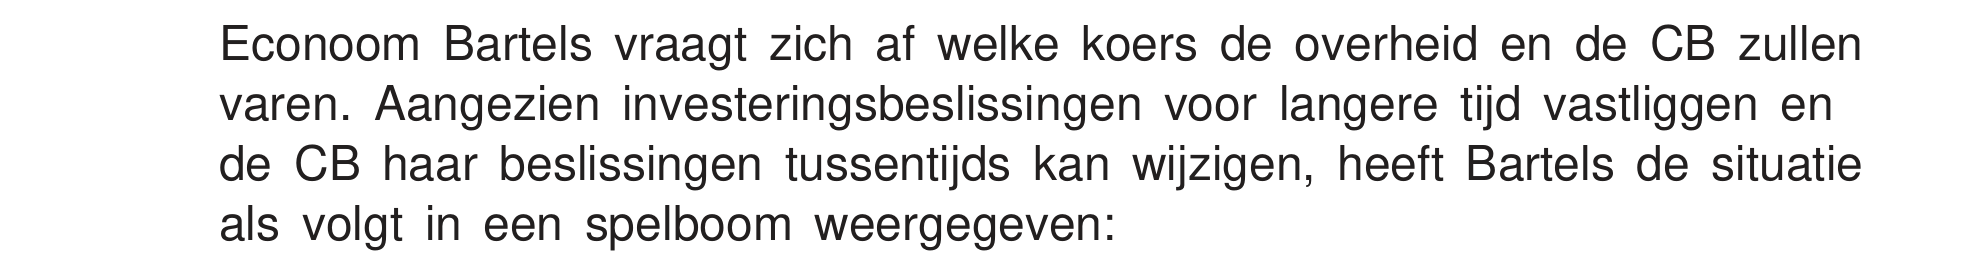 Econoom Bartels vraagt zich af welke koers de overheid en de CB zullen
varen. Aangezien investeringsbeslissingen voor langere tijd vastliggen en
de CB haar beslissingen tussentijds kan wijzigen, heeft Bartels de situatie
als volgt in een spelboom weergegeven: